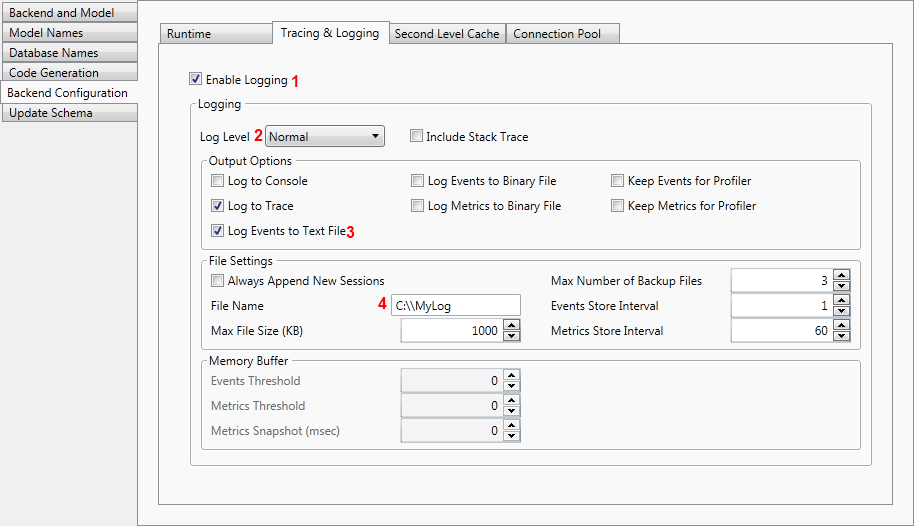 Backend and Model
Model Names
Database Names
Code Generation
Backend Configuration
Update Schema
Runtime
Tracing & Logging
Second Level Cache
Connection Pool
Enable Logging 1
Logging
Log Level 2 Normal
Include Stack Trace
Output Options
Log to Console
Log Events to Binary File
Keep Events for Profiler
Log to Trace
Log Metrics to Binary File
Keep Metrics for Profiler
Log Events to Text File 3
File Settings
Always Append New Sessions
Max Number of Backup Files 3
File Name 4 C:\\MyLog
Events Store Interval 1
Max File Size (KB) 1000
Metrics Store Interval 60
Memory Buffer
Events Threshold 0
Metrics Threshold 0
Metrics Snapshot (msec) 0